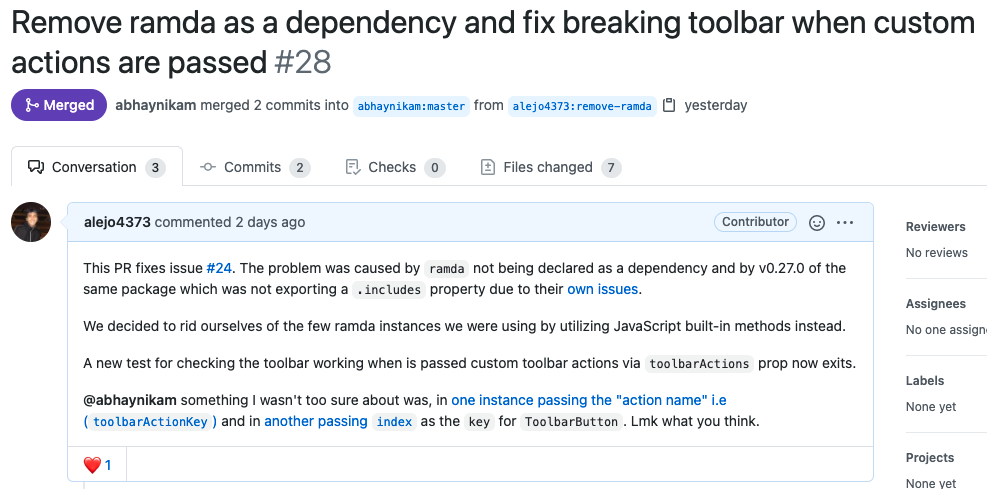 Remove ramda as a dependency and fix breaking toolbar when custom
actions are passed #28
Merged abhaynikam merged 2 commits into abhaynikam:master from alejo4373:remove-ramda yesterday
Conversation 3 Commits 2 Checks 0 Files changed 7
alejo4373 commented 2 days ago Contributor
This PR fixes issue #24. The problem was caused by ramda not being declared as a dependency and by v0.27.0 of the
same package which was not exporting a .includes property due to their own issues.
We decided to rid ourselves of the few ramda instances we were using by utilizing JavaScript built-in methods instead.
A new test for checking the toolbar working when is passed custom toolbar actions via toolbarActions prop now exits.
@abhaynikam something I wasn't too sure about was, in one instance passing the "action name" i.e
(toolbarActionKey) and in another passing index as the key for ToolbarButton. Lmk what you think.
❤️ 1
Reviewers
No reviews
Assignees
No one assign
Labels
None yet
Projects
None yet